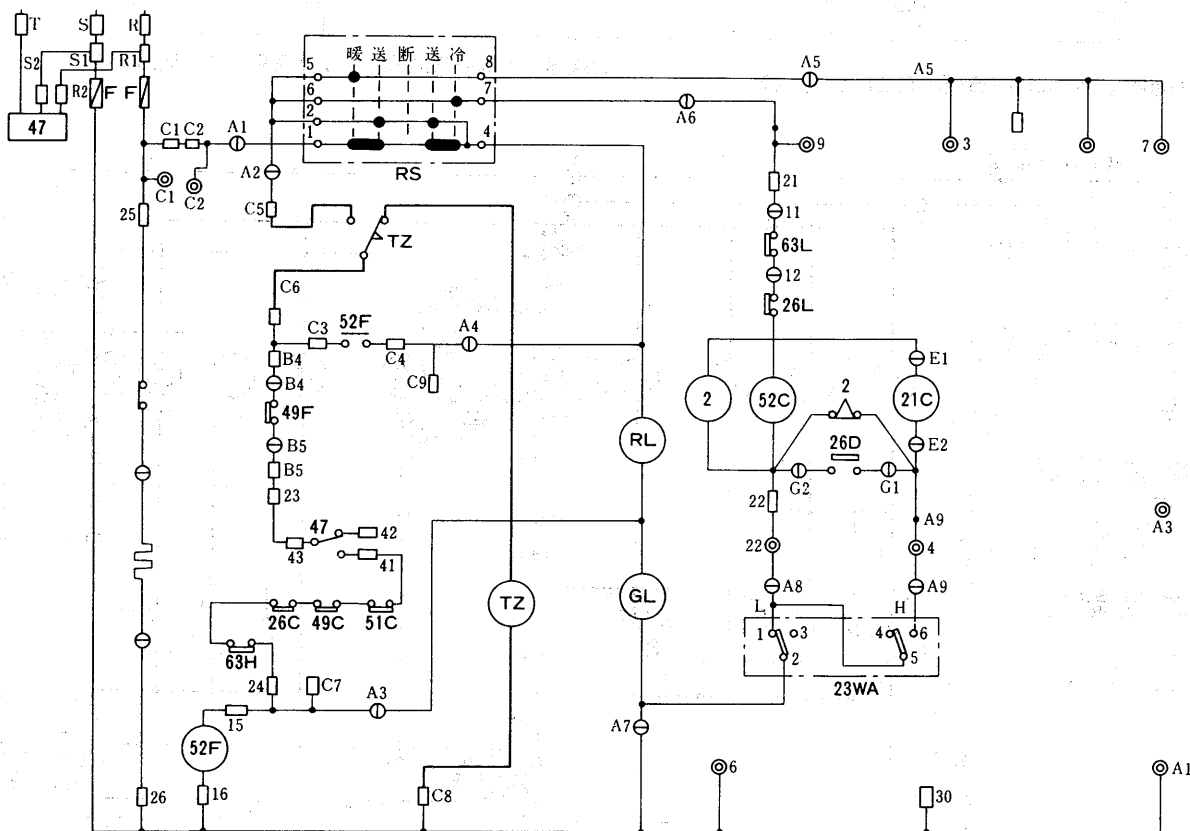 T
S
R
S2
S1
R1
R2
F
F
47
暖 送 断 送 冷
5
8
6
7
2
1
4
RS
C1
C2
A1
A2
C1
C2
A5
A5
A6
9
3
7
25
C5
TZ
C6
21
11
63L
12
26L
C3
52F
C4
A4
C9
B4
B4
49F
B5
B5
23
E1
2
52C
2
21C
E2
26D
G2
G1
RL
22
A9
22
4
A8
A9
A3
47
42
43
41
TZ
GL
L
H
1
3
2
4
6
5
23WA
26C
49C
51C
63H
24
C7
A3
15
A7
52F
26
16
C8
6
30
A1